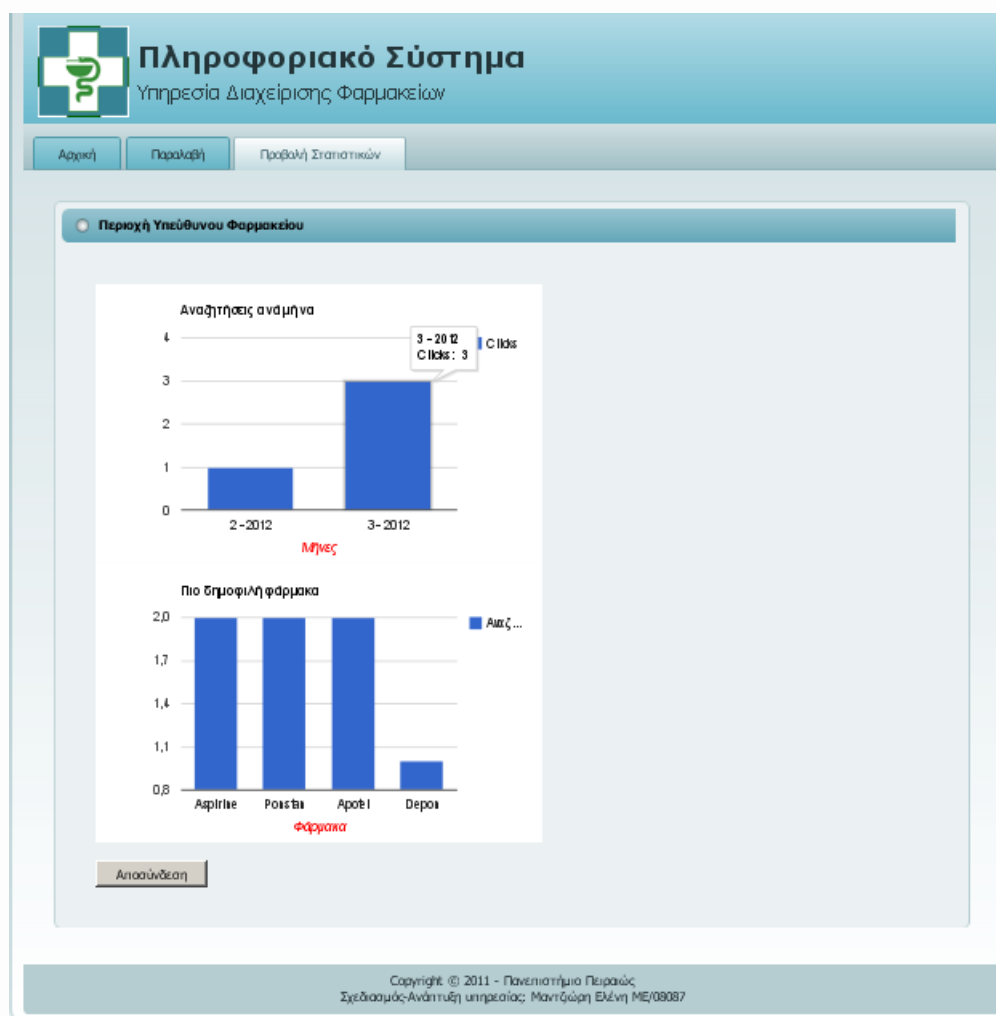 Πληροφοριακό Σύστημα
Υπηρεσία Διαχείρισης Φαρμακείων
Αρχική Παραλαβή Προβολή Στατιστικών
Περιοχή Υπεύθυνου Φαρμακείου
Αναζητήσεις ανά μήνα
4
3 - 2012
Clicks: 3
Clicks
3
2
1
0
2 - 2012 3 - 2012
Μήνες
Πιο δημοφιλή φάρμακα
2,0
Αναζ ...
1,7
1,4
1,1
0,8
Aspirine Ponstan Apotel Depon
Φάρμακα
Αποσύνδεση
Copyright © 2011 - Πανεπιστήμιο Πειραιώς
Σχεδιασμός-Ανάπτυξη υπηρεσίας: Μαντζώρη Ελένη ΜΕ/08087